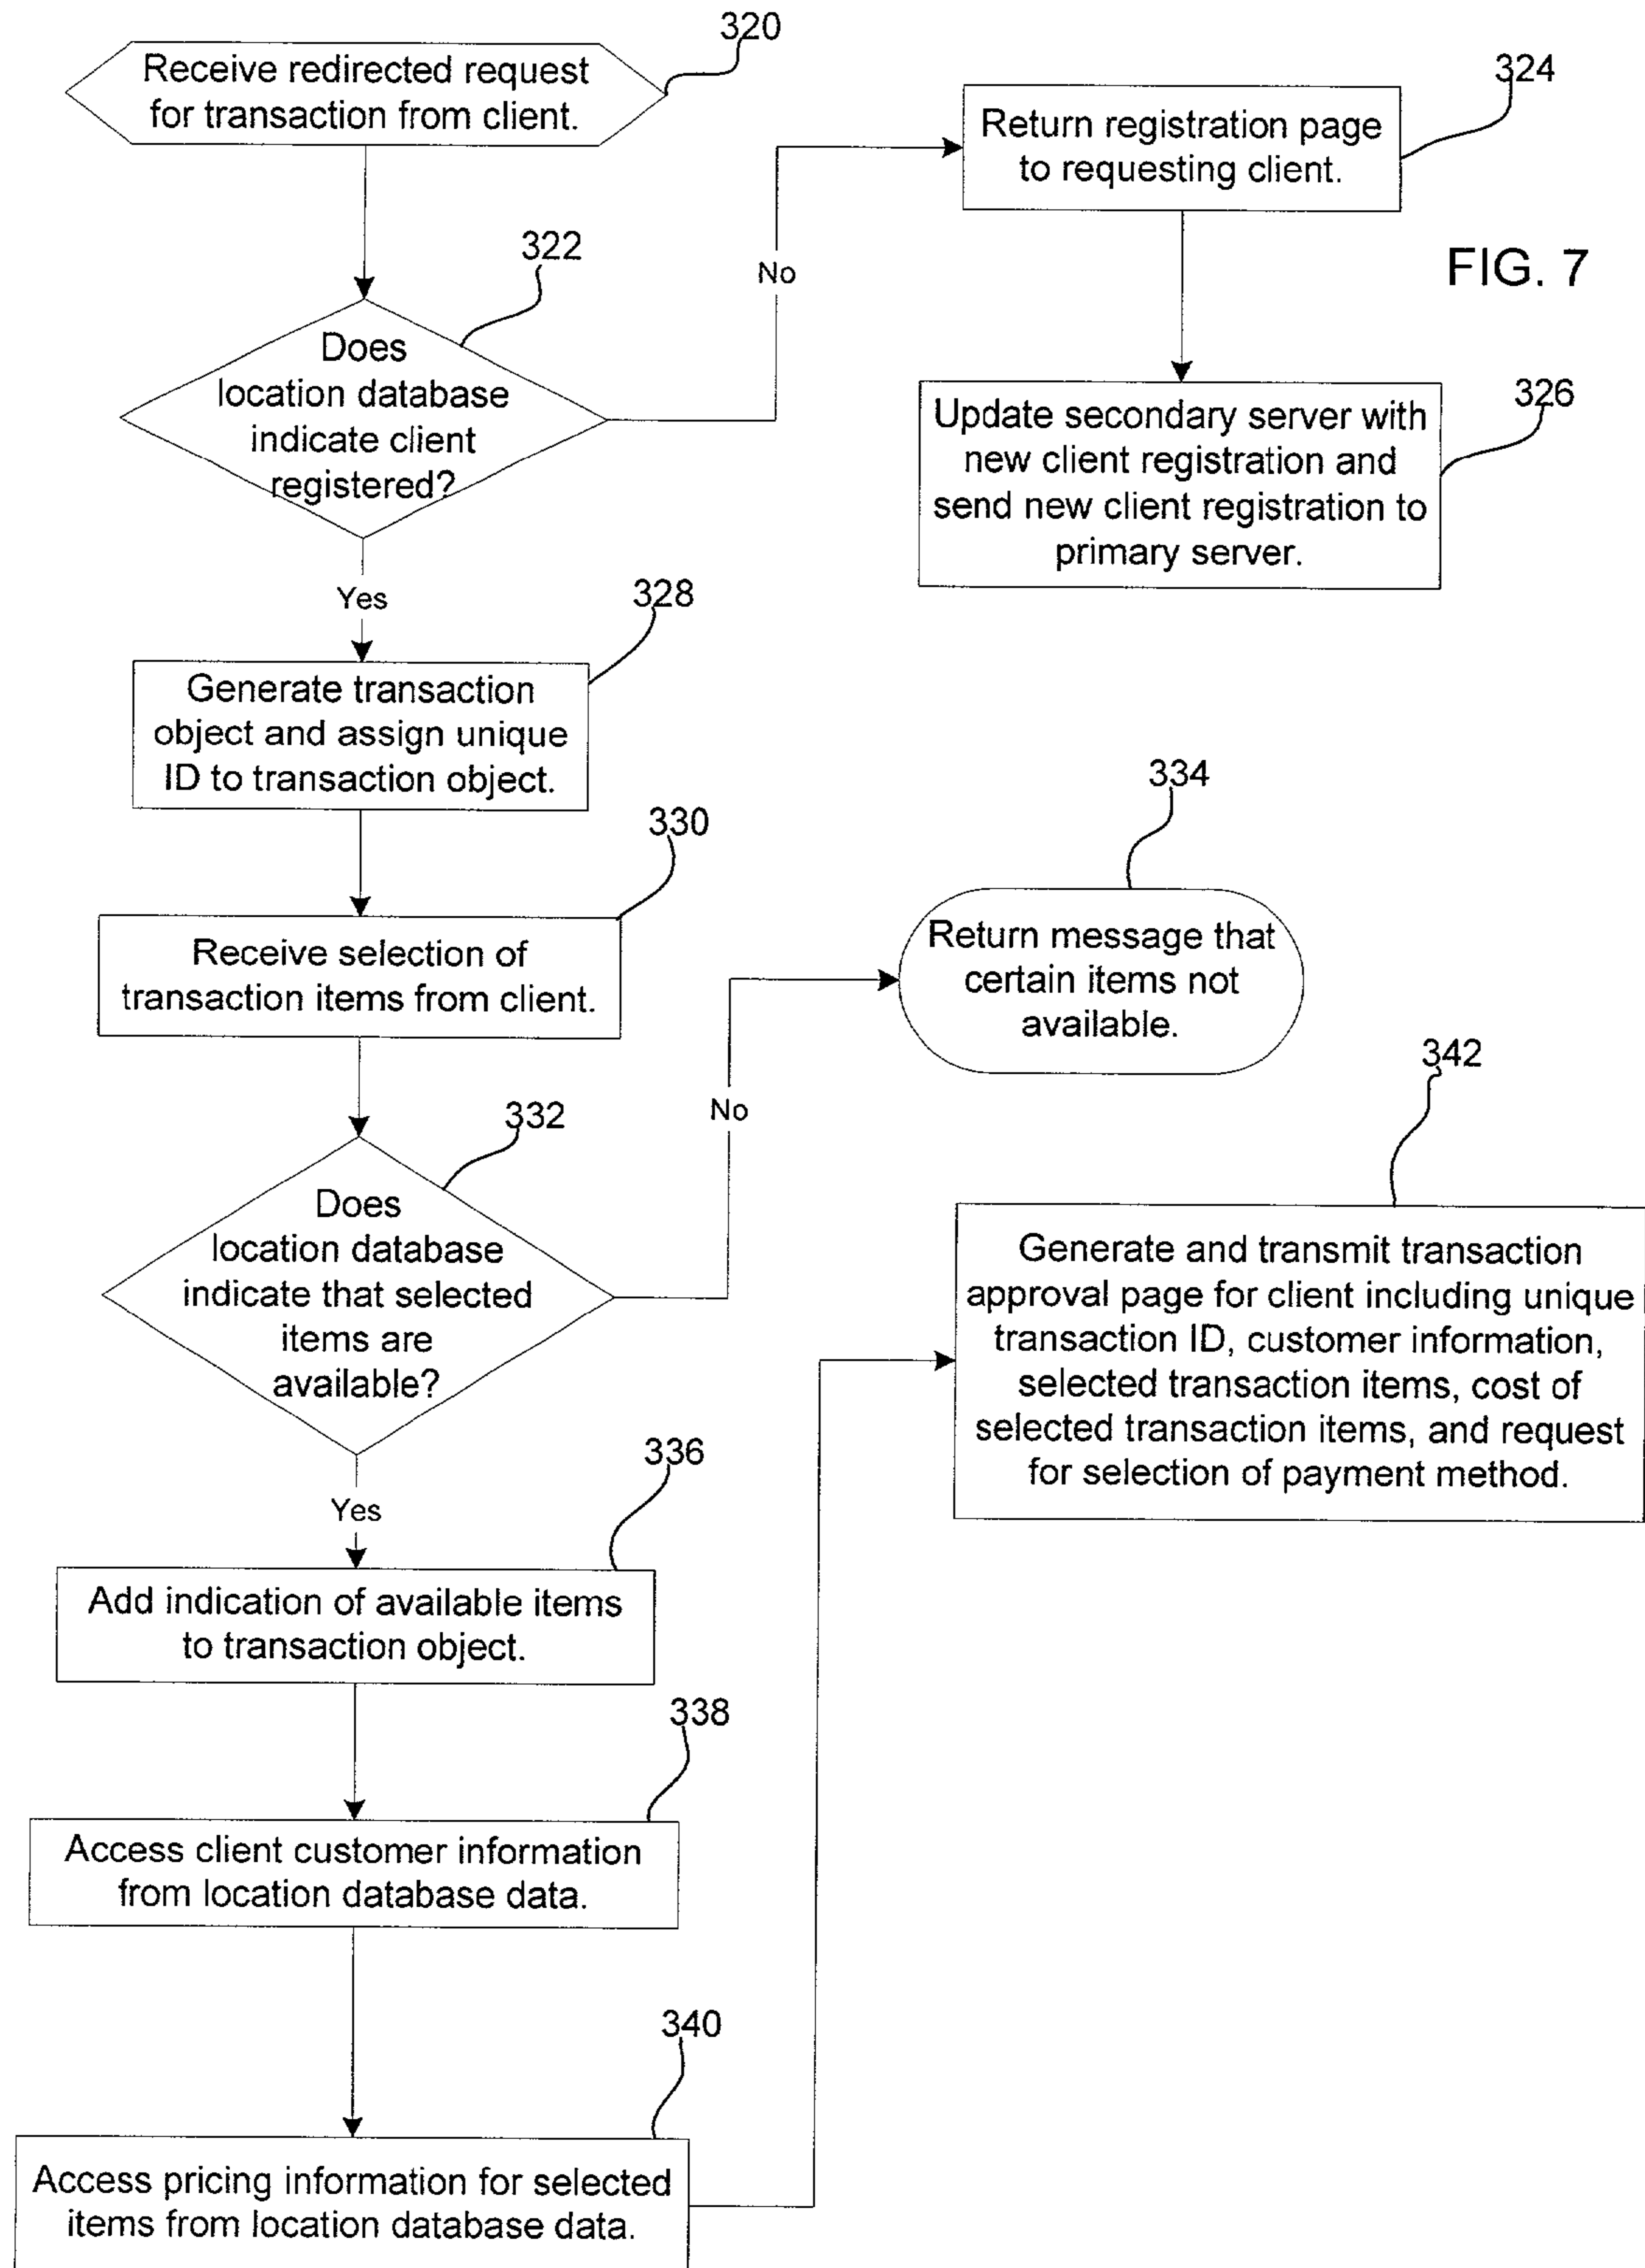 320
Receive redirected request
for transaction from client.
324
Return registration page
to requesting client.
FIG. 7
322
No
Does
location database
indicate client
registered?
326
Update secondary server with
new client registration and
send new client registration to
primary server.
Yes
328
Generate transaction
object and assign unique
ID to transaction object.
330
Receive selection of
transaction items from client.
334
Return message that
certain items not
available.
No
332
Does
location database
indicate that selected
items are
available?
342
Generate and transmit transaction
approval page for client including unique
transaction ID, customer information,
selected transaction items, cost of
selected transaction items, and request
for selection of payment method.
Yes
336
Add indication of available items
to transaction object.
338
Access client customer information
from location database data.
340
Access pricing information for selected
items from location database data.